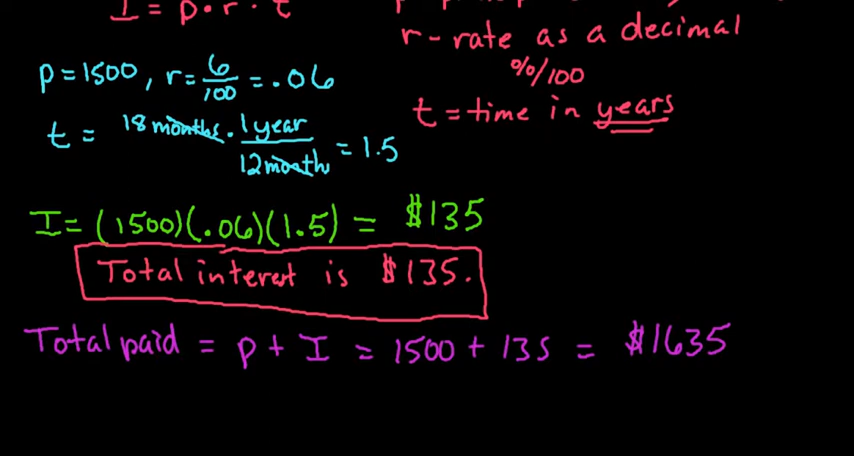 I = p · r · t
r - rate as a decimal
%/100
p = 1500, r = 6/100 = .06
t = time in years
t = 18 months · 1 year/12 month = 1.5
I = (1500)(.06)(1.5) = $135
Total interest is $135.
Total paid = p + I = 1500 + 135 = $1635